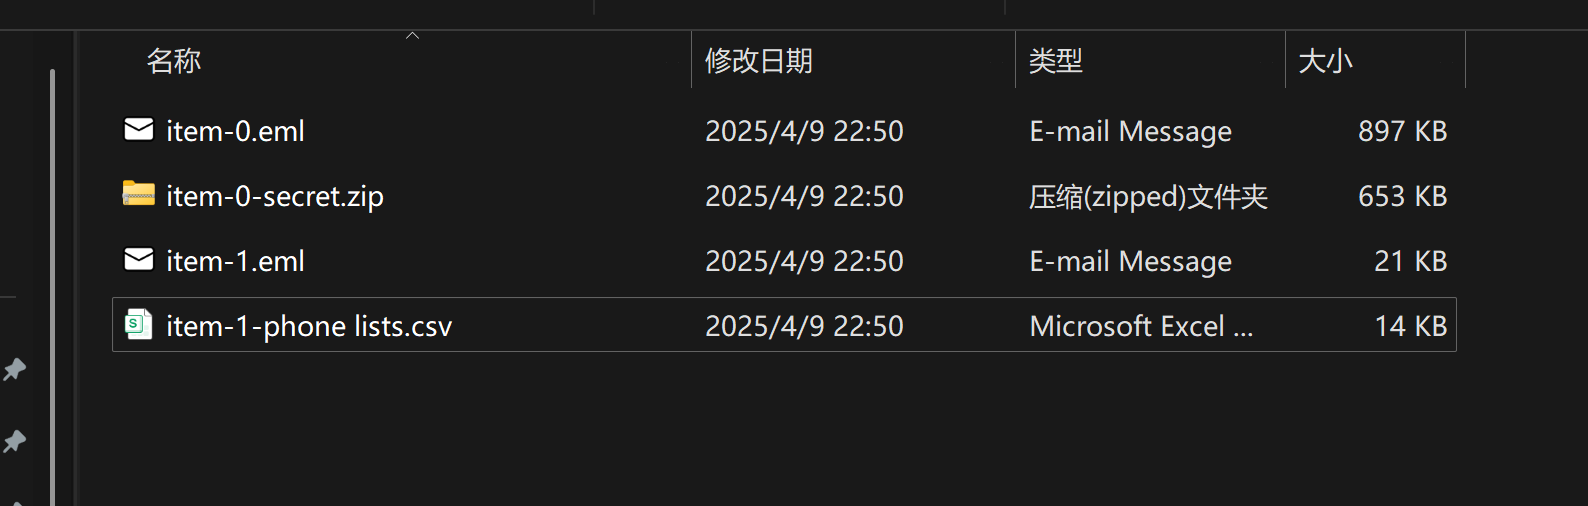 名称 修改日期 类型 大小
item-0.eml 2025/4/9 22:50 E-mail Message 897 KB
item-0-secret.zip 2025/4/9 22:50 压缩(zipped)文件夹 653 KB
item-1.eml 2025/4/9 22:50 E-mail Message 21 KB
item-1-phone lists.csv 2025/4/9 22:50 Microsoft Excel ... 14 KB